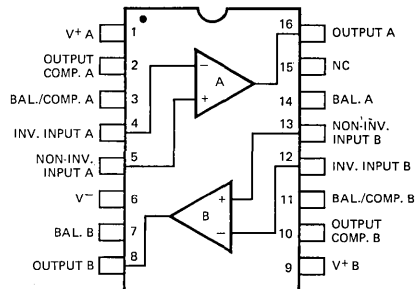 V+ A
1
OUTPUT
COMP. A
2
BAL./COMP. A
3
INV. INPUT A
4
NON-INV.
INPUT A
5
V−
6
BAL. B
7
OUTPUT B
8
16
OUTPUT A
15
NC
14
BAL. A
13
NON-INV.
INPUT B
12
INV. INPUT B
11
BAL./COMP. B
10
OUTPUT
COMP. B
9
V+ B
−
A
+
+
B
−